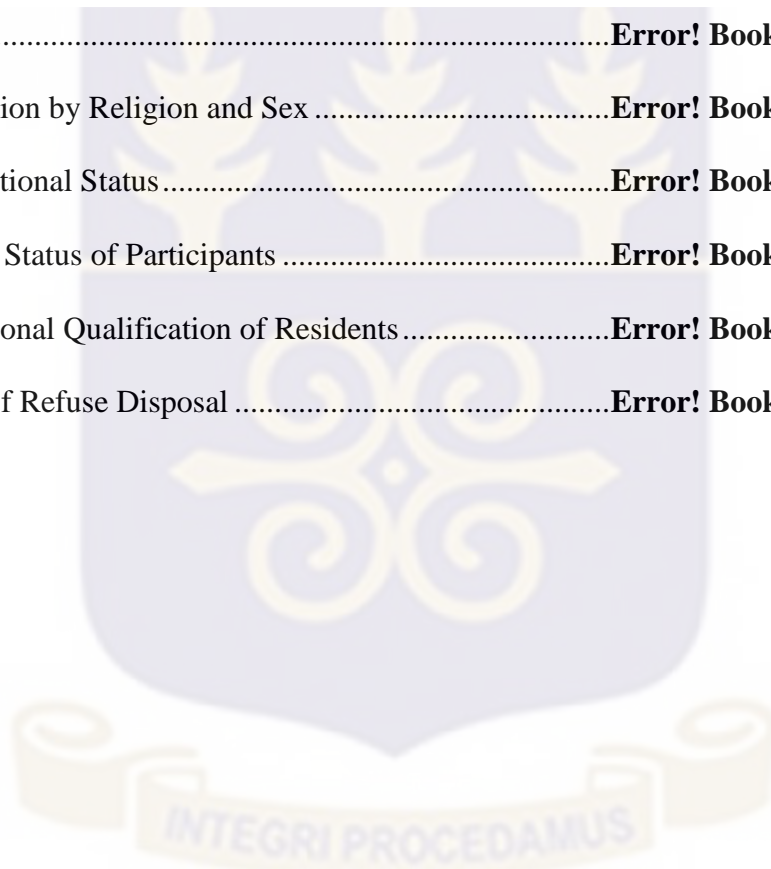 ..........................................................................Error! Book
ion by Religion and Sex ....................................Error! Book
tional Status.......................................................Error! Book
Status of Participants ........................................Error! Book
onal Qualification of Residents.........................Error! Book
f Refuse Disposal ..............................................Error! Book
INTEGRI PROCEDAMUS